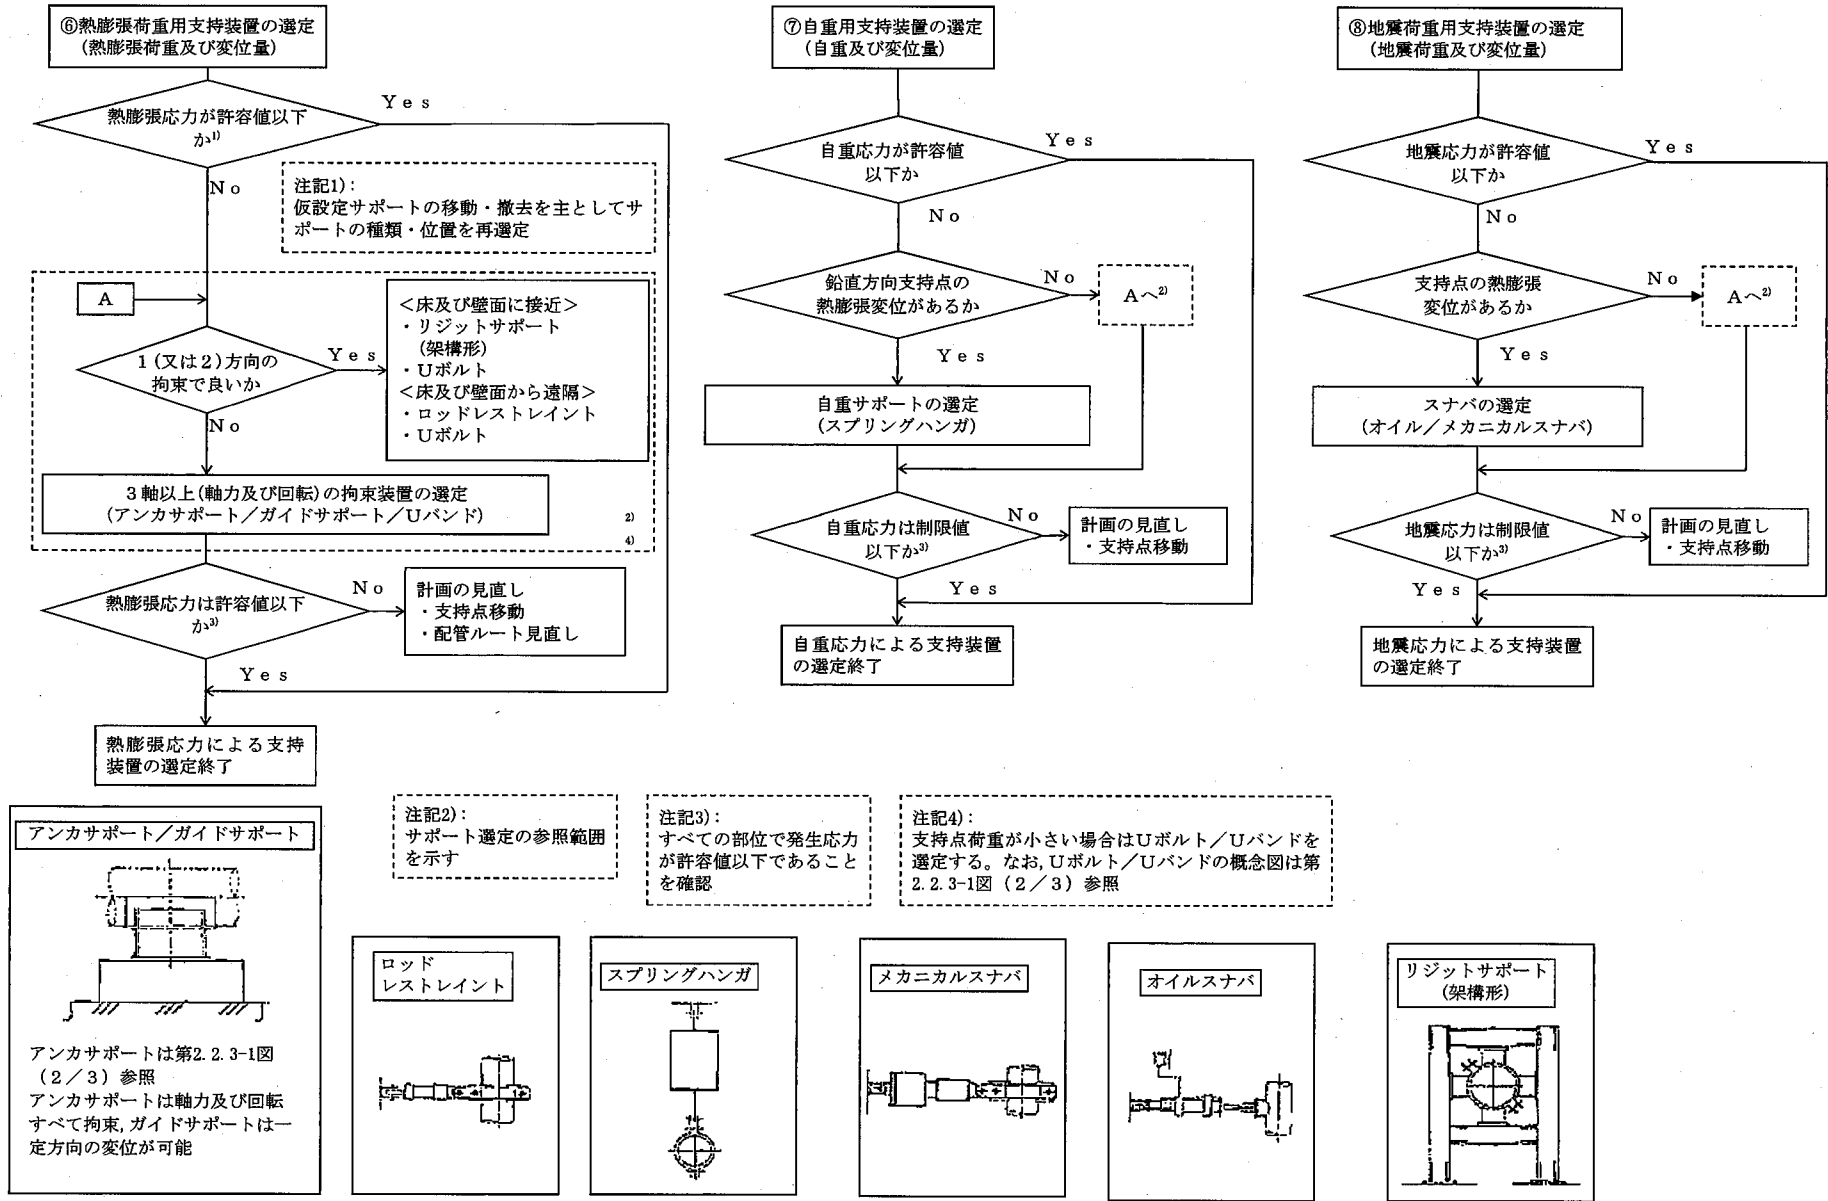 ⑥熱膨張荷重用支持装置の選定
(熱膨張荷重及び変位量)
熱膨張応力が許容値以下
か1)
Yes
No
注記1):
仮設定サポートの移動・撤去を主としてサ
ポートの種類・位置を再選定
A
1(又は2)方向の
拘束で良いか
Yes
No
<床及び壁面に接近>
・リジットサポート
(架構形)
・Uボルト
<床及び壁面から遠隔>
・ロッドレストレイント
・Uボルト
3軸以上(軸力及び回転)の拘束装置の選定
(アンカサポート/ガイドサポート/Uバンド)
2)
4)
熱膨張応力は許容値以下
か3)
No
計画の見直し
・支持点移動
・配管ルート見直し
Yes
熱膨張応力による支持
装置の選定終了
⑦自重用支持装置の選定
(自重及び変位量)
自重応力が許容値
以下か
Yes
No
鉛直方向支持点の
熱膨張変位があるか
No
Aへ2)
Yes
自重サポートの選定
(スプリングハンガ)
自重応力は制限値
以下か3)
No
計画の見直し
・支持点移動
Yes
自重応力による支持装置
の選定終了
⑧地震荷重用支持装置の選定
(地震荷重及び変位量)
地震応力が許容値
以下か
Yes
No
支持点の熱膨張
変位があるか
No
Aへ2)
Yes
スナバの選定
(オイル/メカニカルスナバ)
地震応力は制限値
以下か3)
No
計画の見直し
・支持点移動
Yes
地震応力による支持装置
の選定終了
注記2):
サポート選定の参照範囲
を示す
注記3):
すべての部位で発生応力
が許容値以下であること
を確認
注記4):
支持点荷重が小さい場合はUボルト/Uバンドを
選定する。なお,Uボルト/Uバンドの概念図は第
2.2.3-1図(2/3)参照
アンカサポート/ガイドサポート
アンカサポートは第2.2.3-1図
(2/3)参照
アンカサポートは軸力及び回転
すべて拘束,ガイドサポートは一
定方向の変位が可能
ロッド
レストレイント
スプリングハンガ
メカニカルスナバ
オイルスナバ
リジットサポート
(架構形)